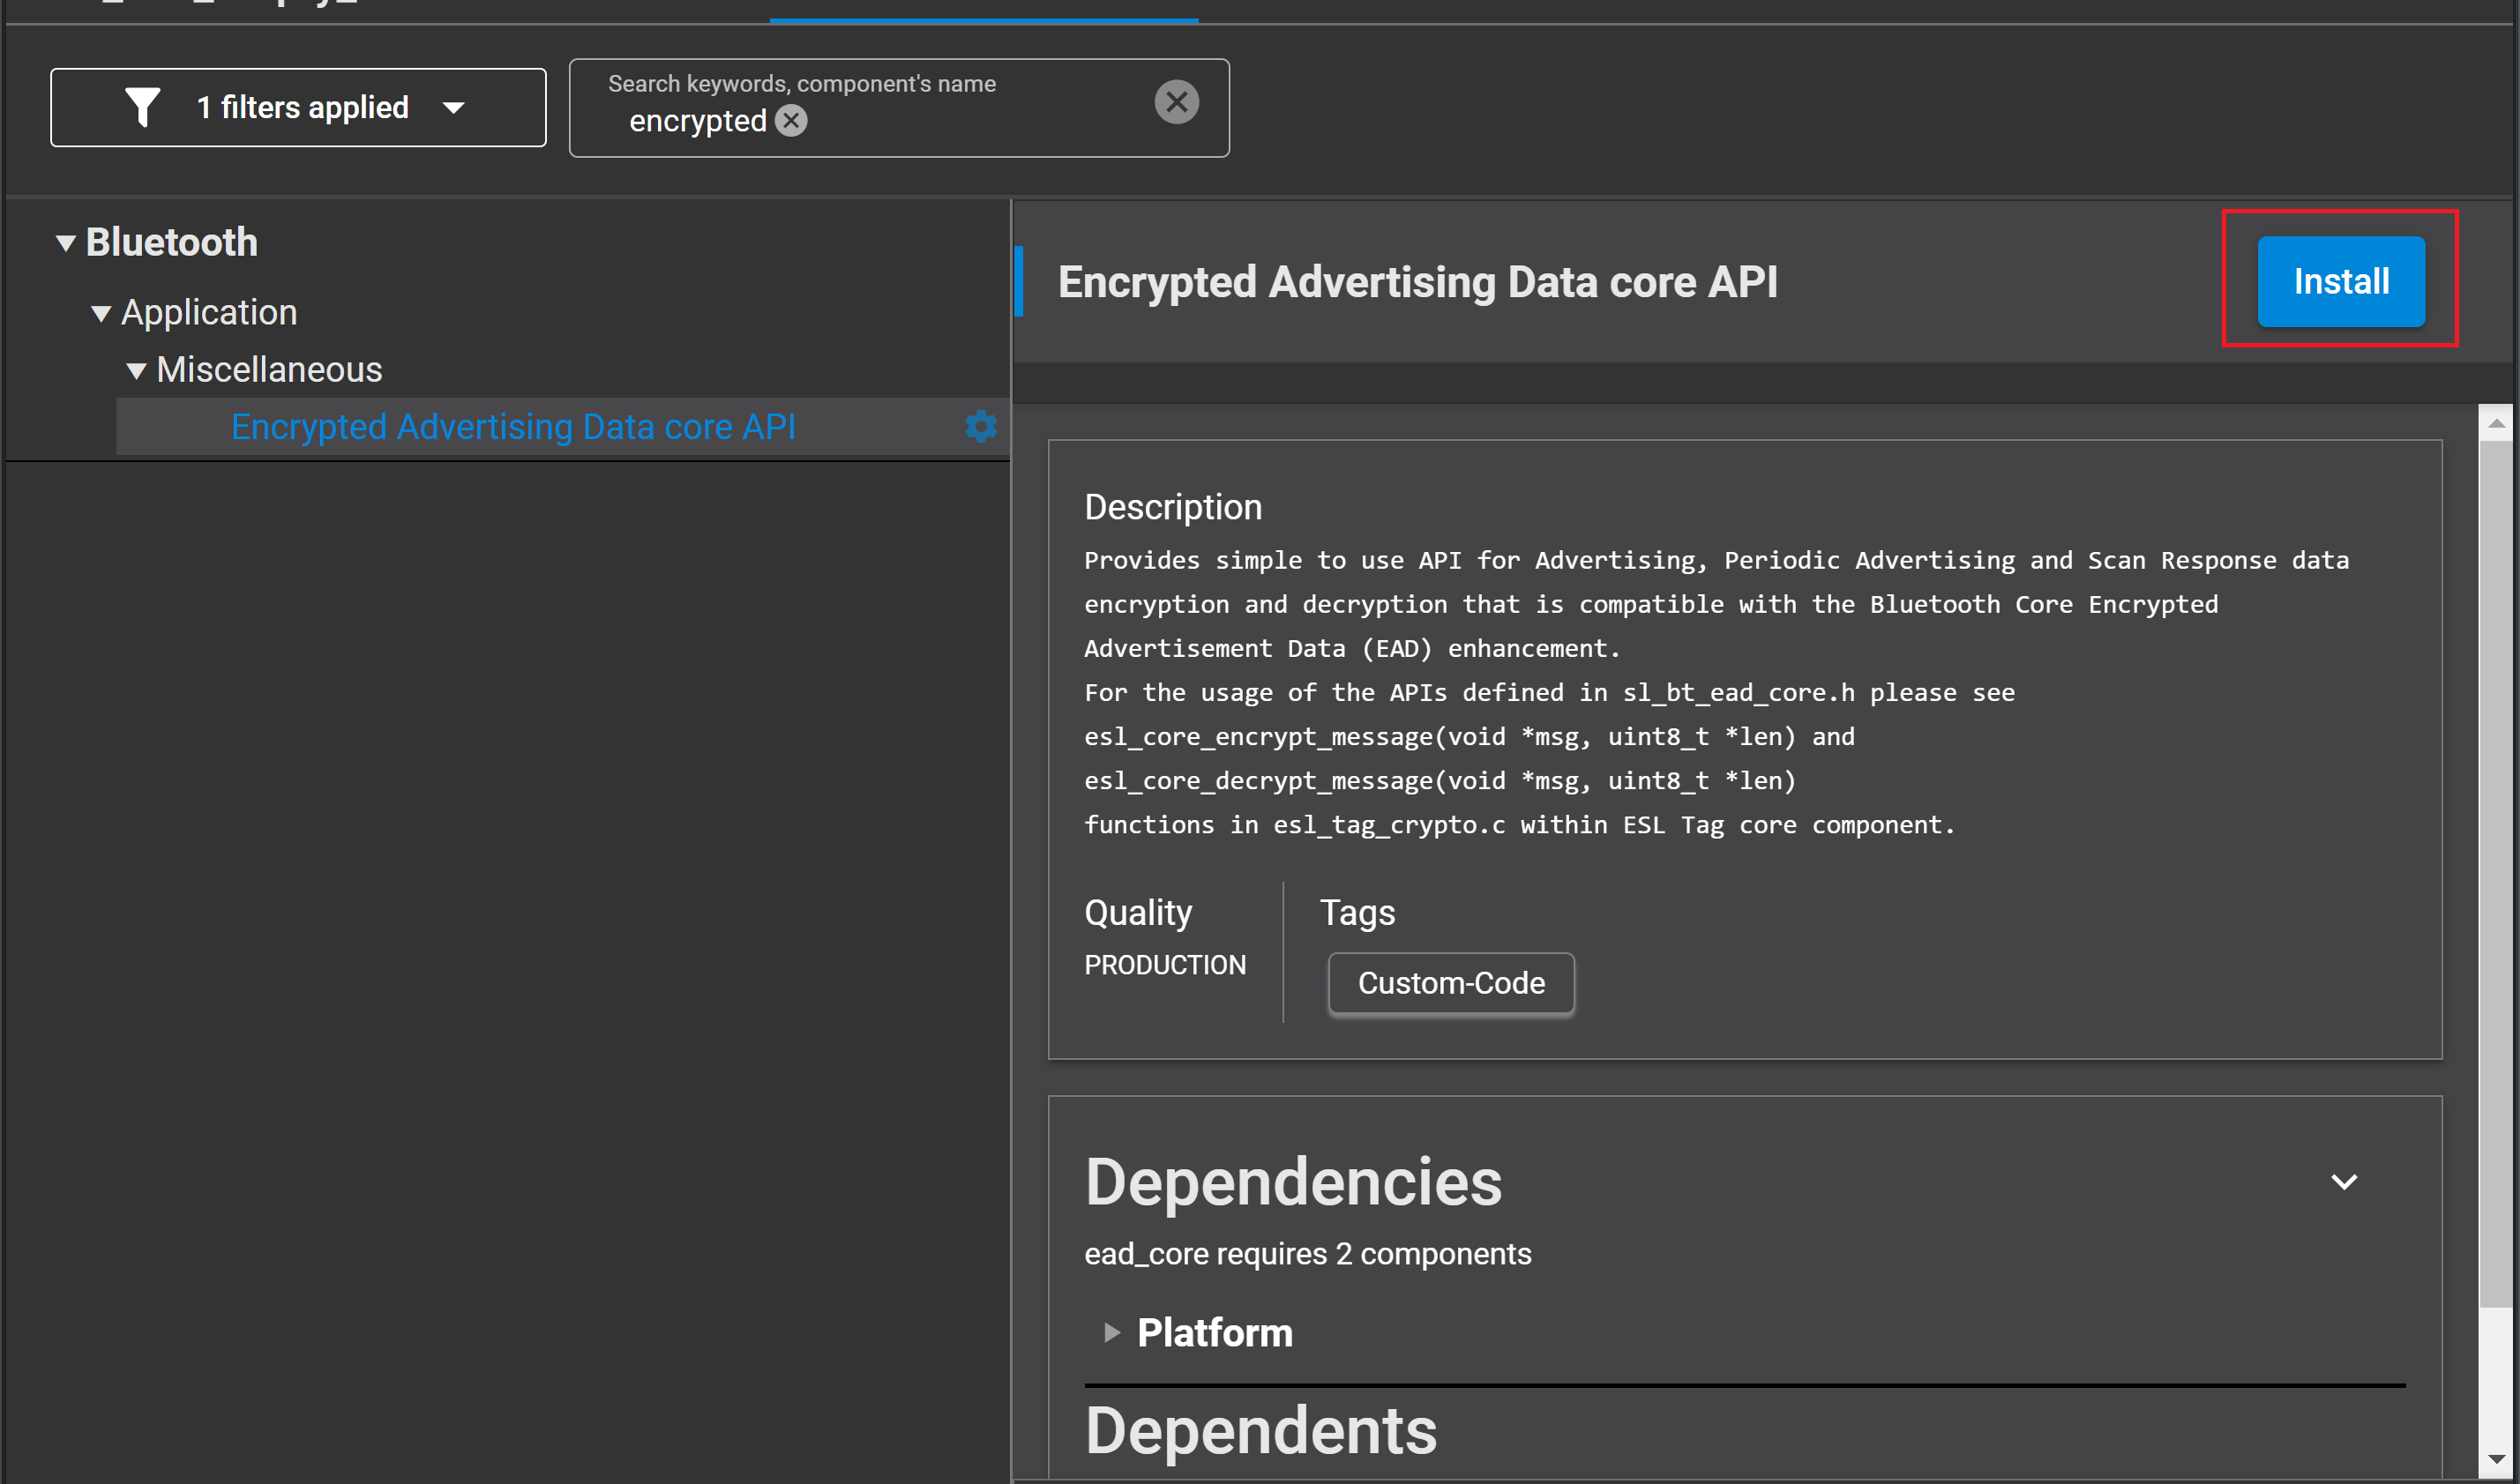 1 filters applied
Search keywords, component's name
encrypted
Bluetooth
Application
Miscellaneous
Encrypted Advertising Data core API
Encrypted Advertising Data core API
Install
Description
Provides simple to use API for Advertising, Periodic Advertising and Scan Response data
encryption and decryption that is compatible with the Bluetooth Core Encrypted
Advertisement Data (EAD) enhancement.
For the usage of the APIs defined in sl_bt_ead_core.h please see
esl_core_encrypt_message(void *msg, uint8_t *len) and
esl_core_decrypt_message(void *msg, uint8_t *len)
functions in esl_tag_crypto.c within ESL Tag core component.
Quality
PRODUCTION
Tags
Custom-Code
Dependencies
ead_core requires 2 components
Platform
Dependents